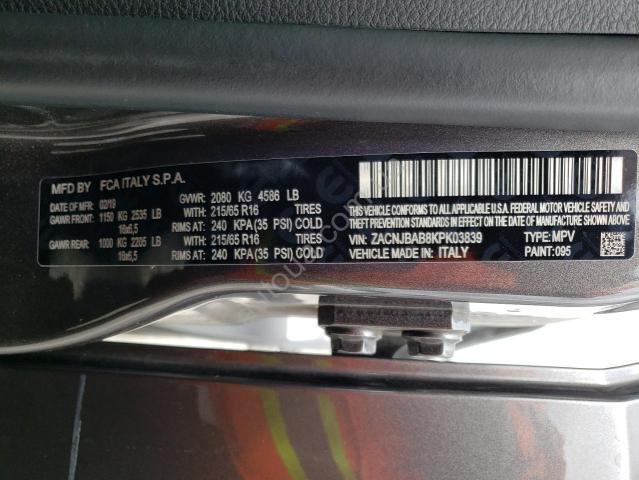 MFD BY FCA ITALY S.P.A.
DATE OF MFR: 02/19 GVWR: 2080 KG 4586 LB
GAWR FRONT: 1150 KG 2535 LB WITH 215/65 R16 TIRES
16x6,5 RIMS AT: 240 KPA (35 PSI) COLD
GAWR REAR: 1000 KG 2205 LB WITH 215/65 R16 TIRES
16x6,5 RIMS AT: 240 KPA (35 PSI) COLD
THIS VEHICLE CONFORMS TO ALL APPLICABLE U.S.A. FEDERAL MOTOR VEHICLE
SAFETY, BUMPER, AND THEFT PREVENTION STANDARDS IN
EFFECT ON THE DATE OF MANUFACTURE SHOWN ABOVE.
VIN: ZACNJBAB8KPK03839 TYPE: MPV
VEHICLE MADE IN: ITALY PAINT: 095